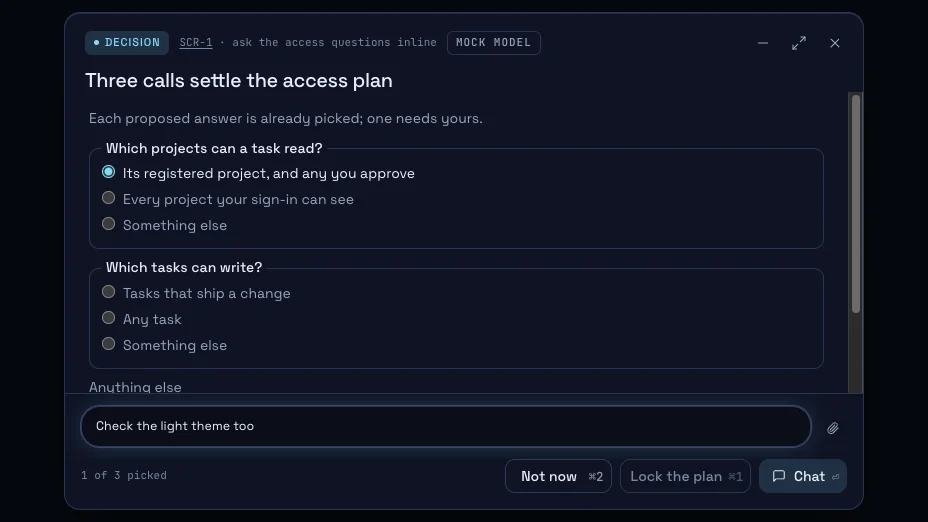 DECISION SCR-1 · ask the access questions inline MOCK MODEL
Three calls settle the access plan
Each proposed answer is already picked; one needs yours.
Which projects can a task read?
Its registered project, and any you approve
Every project your sign-in can see
Something else
Which tasks can write?
Tasks that ship a change
Any task
Something else
Anything else
Check the light theme too
1 of 3 picked
Not now ⌘2
Lock the plan ⌘1
Chat ⏎